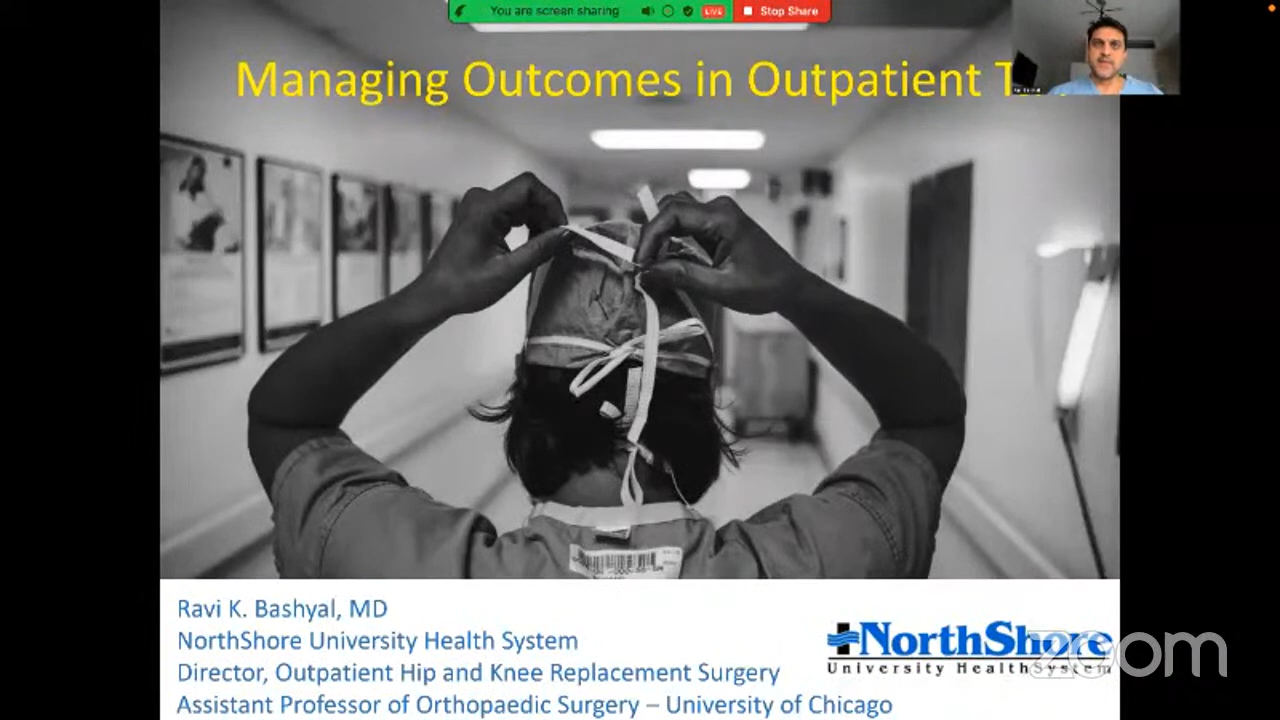 You are screen sharing
LIVE
Stop Share
Managing Outcomes in Outpatient
Ravi K. Bashyal, MD
NorthShore University Health System
Director, Outpatient Hip and Knee Replacement Surgery
Assistant Professor of Orthopaedic Surgery – University of Chicago
NorthShore
University HealthSystem
zoom